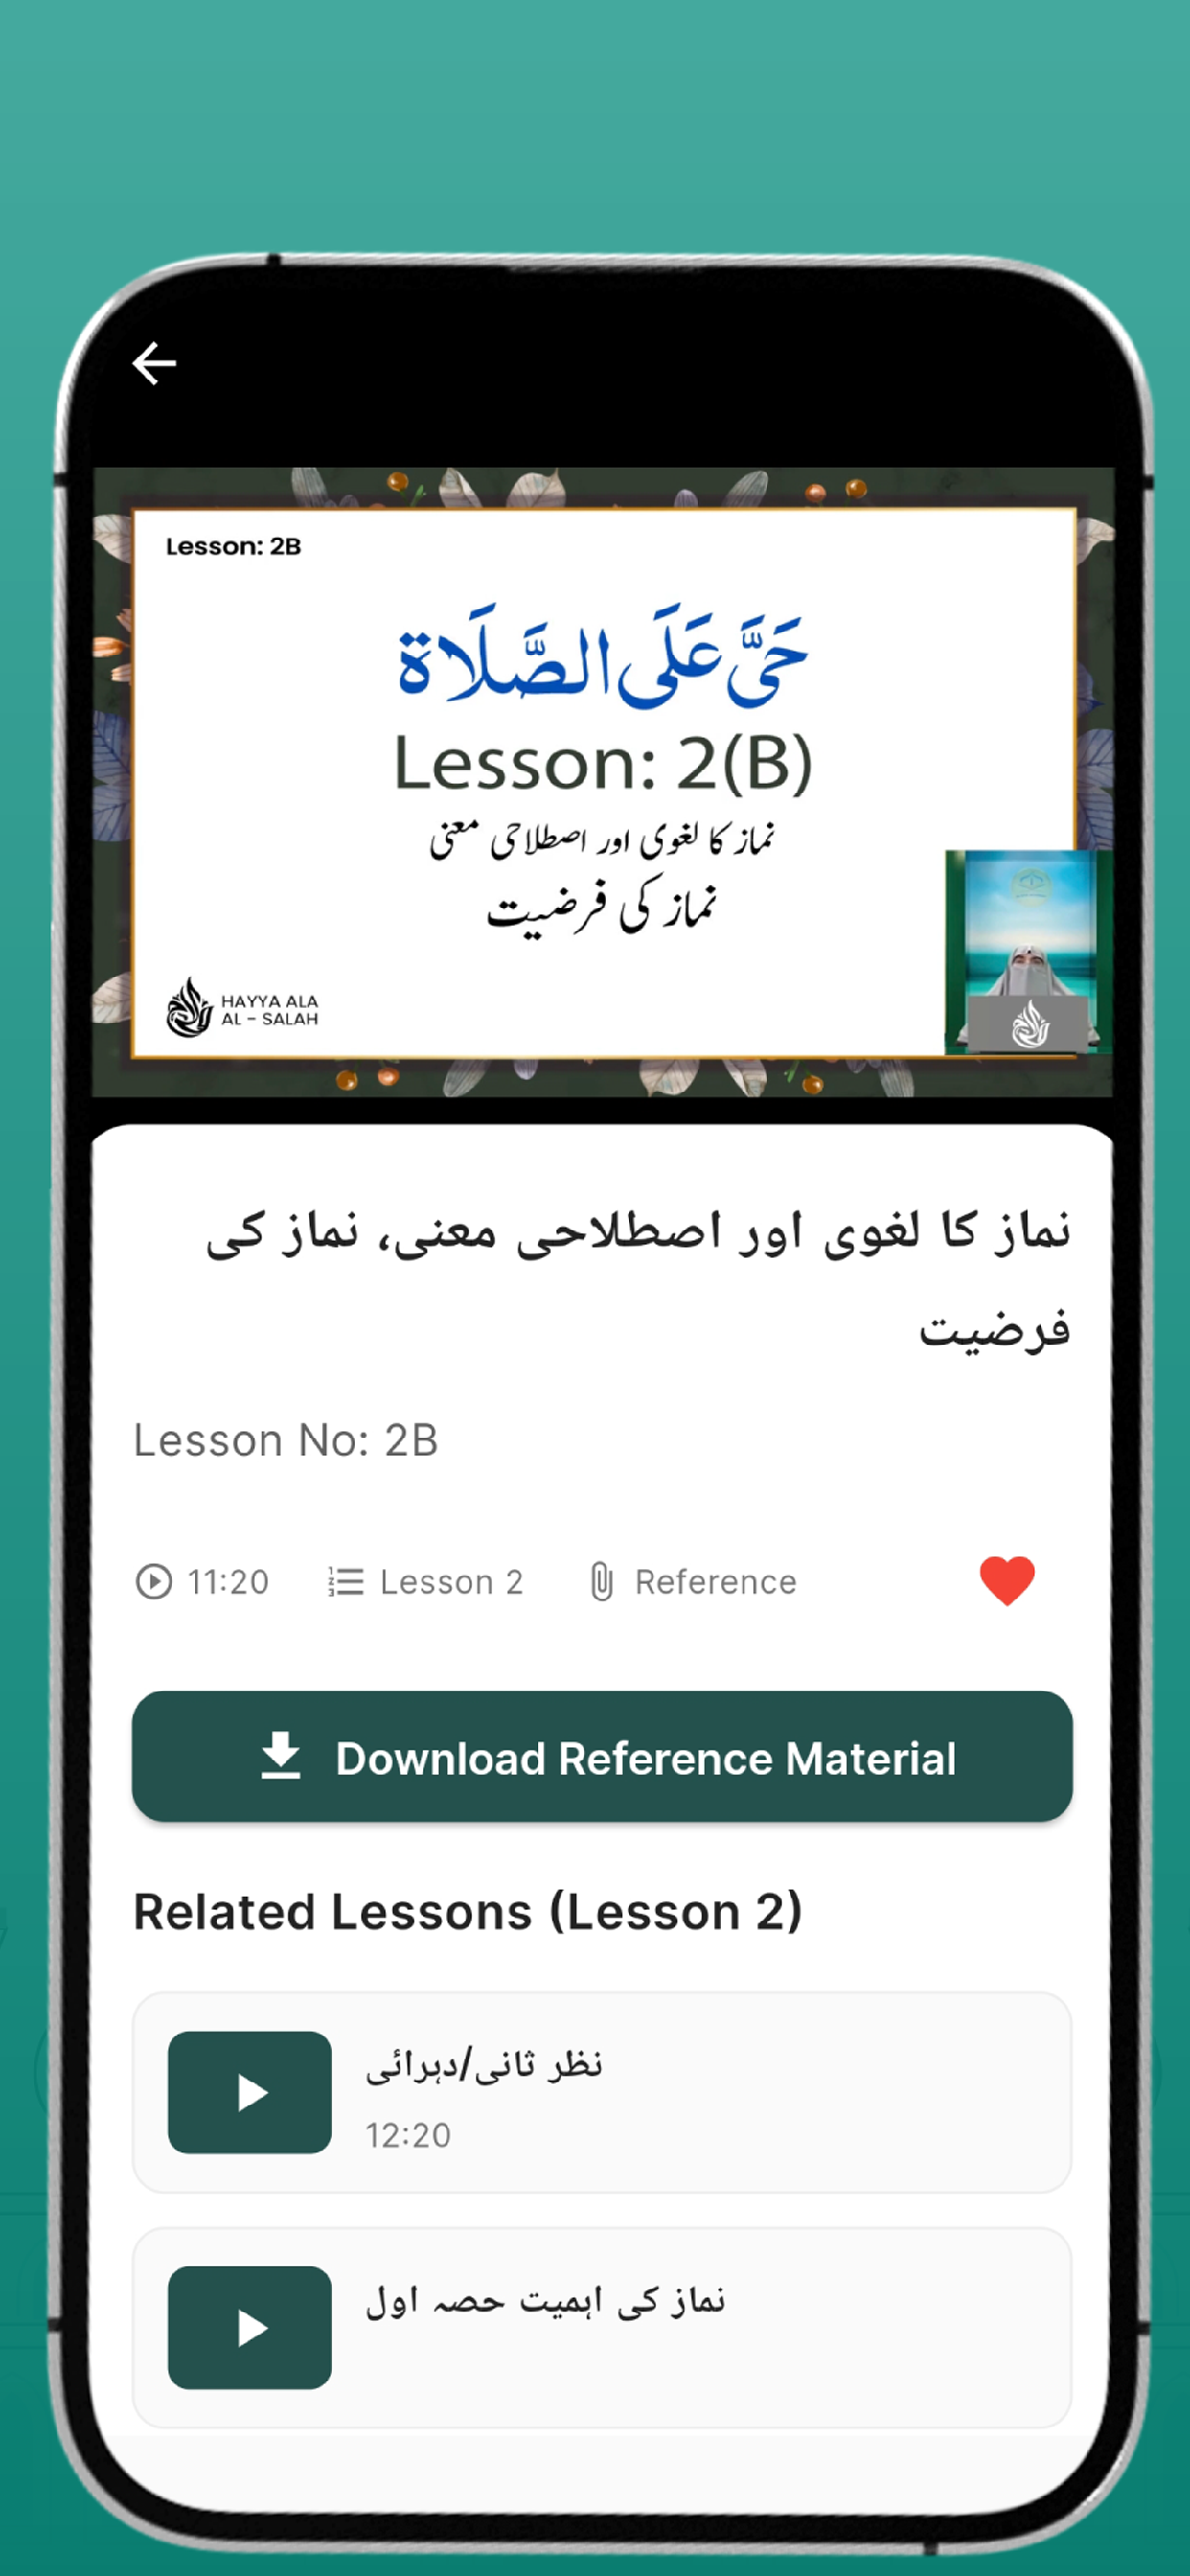 Lesson: 2B
حَيَّ عَلَى الصَّلَاة
Lesson: 2(B)
نماز کا لغوی اور اصطلاحی معنی
نماز کی فرضیت
HAYYA ALA
AL - SALAH
نماز کا لغوی اور اصطلاحی معنی، نماز کی
فرضیت
Lesson No: 2B
11:20 Lesson 2 Reference
Download Reference Material
Related Lessons (Lesson 2)
نظر ثانی/دہرائی
12:20
نماز کی اہمیت حصہ اول